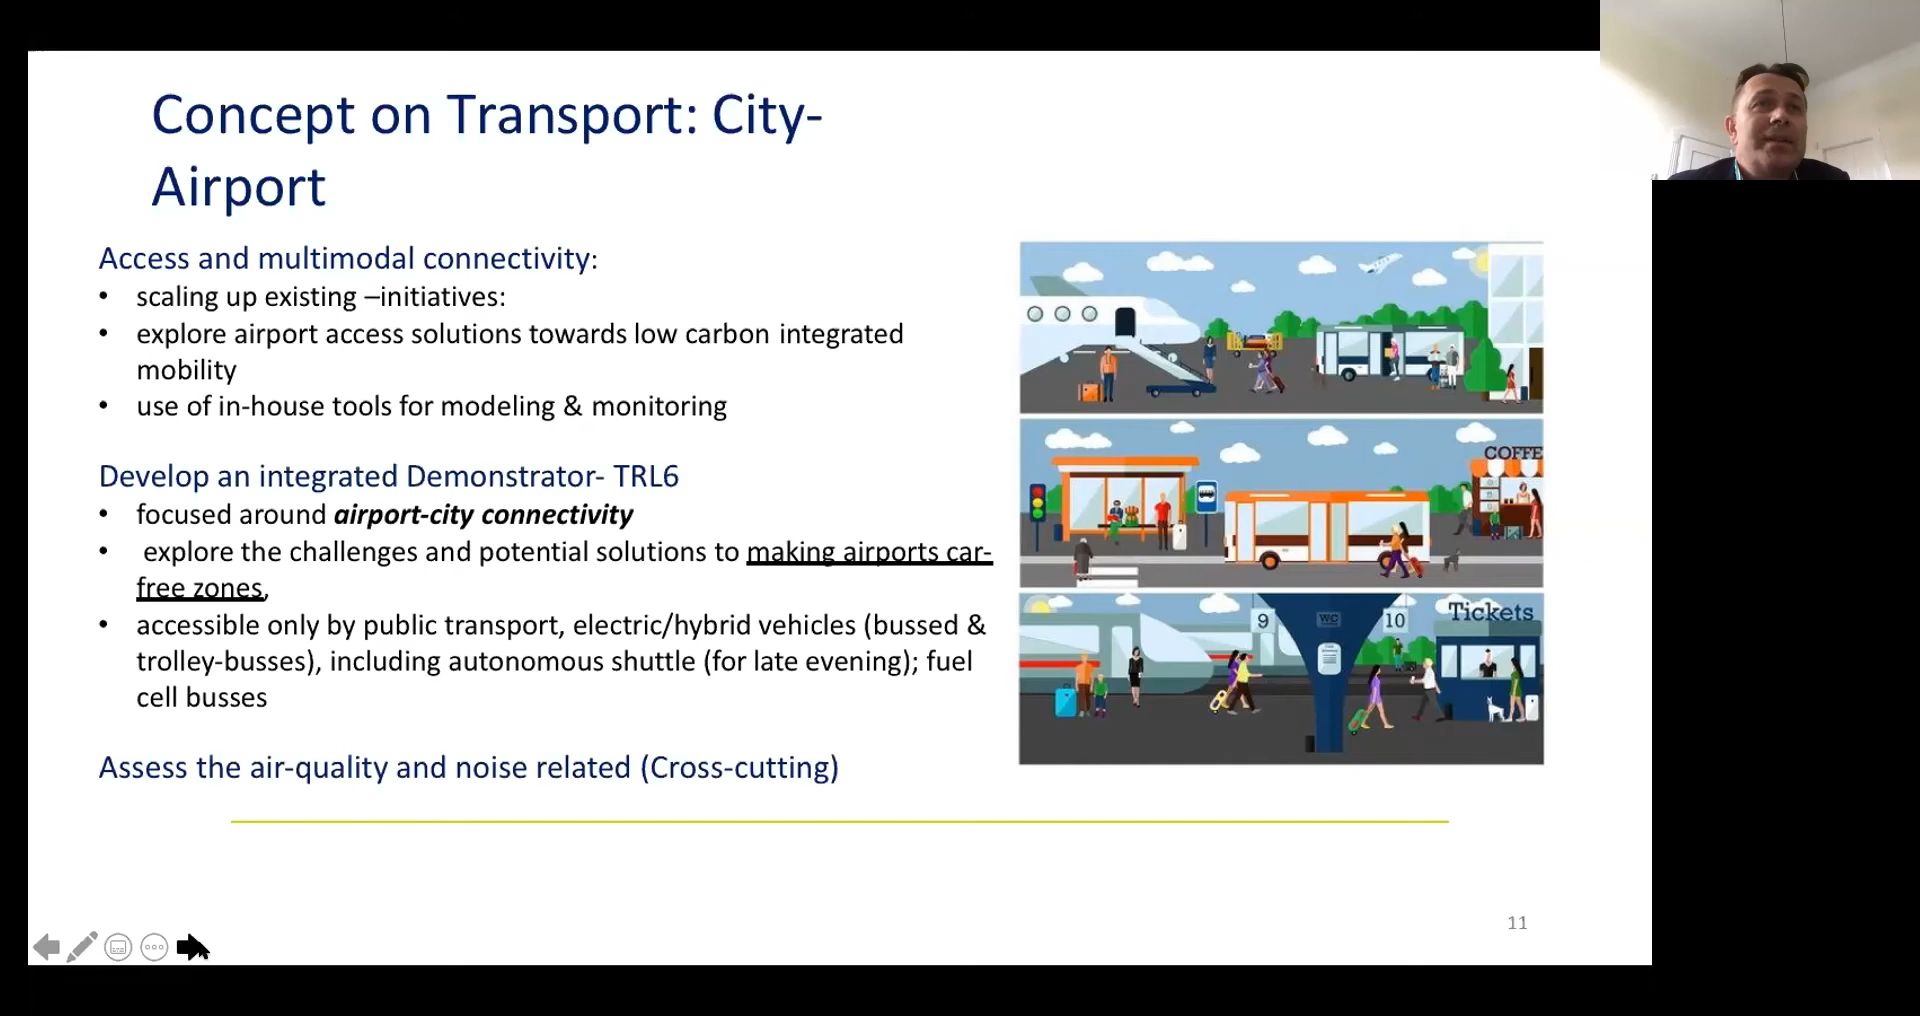 Concept on Transport: City-
Airport
Access and multimodal connectivity:
• scaling up existing –initiatives:
• explore airport access solutions towards low carbon integrated
mobility
• use of in-house tools for modeling & monitoring
Develop an integrated Demonstrator- TRL6
• focused around airport-city connectivity
• explore the challenges and potential solutions to making airports car-
free zones,
• accessible only by public transport, electric/hybrid vehicles (bussed &
trolley-busses), including autonomous shuttle (for late evening); fuel
cell busses
Assess the air-quality and noise related (Cross-cutting)
COFFE
9
WC
10
Tickets
11